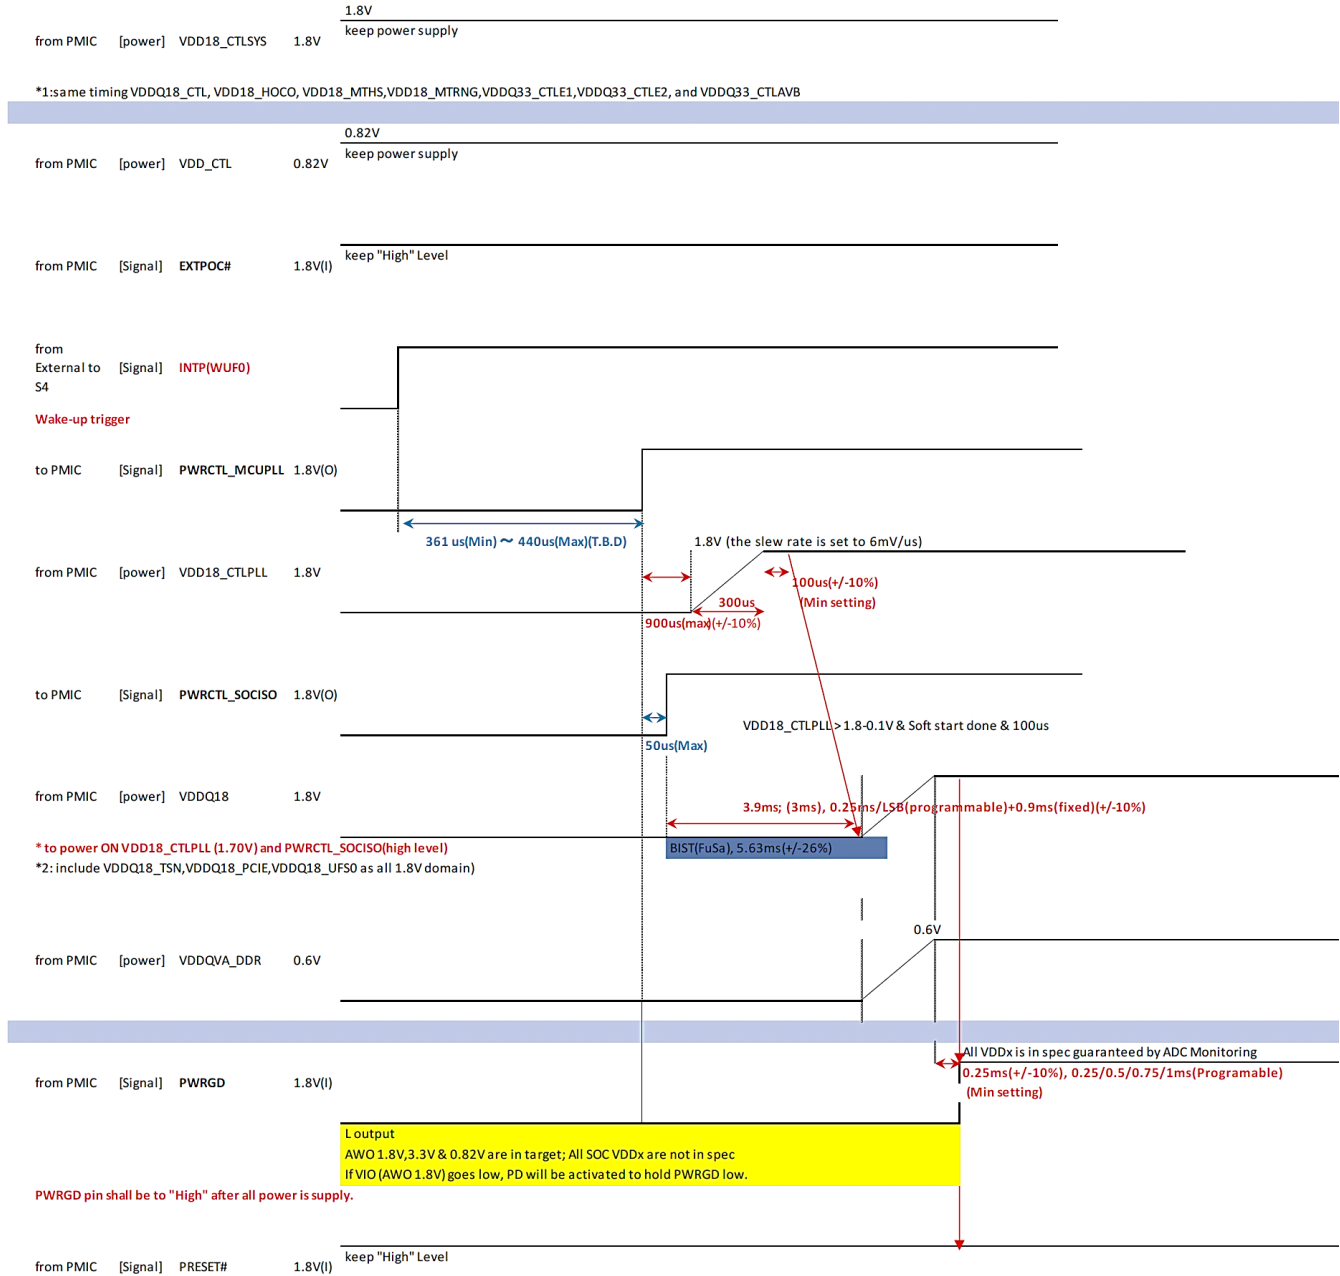 1.8V
keep power supply
from PMIC [power] VDD18_CTLSYS 1.8V
*1:same timing VDDQ18_CTL, VDD18_HOCO, VDD18_MTHS,VDD18_MTRNG,VDDQ33_CTLE1,VDDQ33_CTLE2, and VDDQ33_CTLAVB
0.82V
keep power supply
from PMIC [power] VDD_CTL 0.82V
keep "High" Level
from PMIC [Signal] EXTPOC# 1.8V(I)
from
External to [Signal] INTP(WUF0)
S4
Wake-up trigger
to PMIC [Signal] PWRCTL_MCUPLL 1.8V(O)
361 us(Min) ～ 440us(Max)(T.B.D)
1.8V (the slew rate is set to 6mV/us)
from PMIC [power] VDD18_CTLPLL 1.8V
100us(+/-10%)
300us
(Min setting)
900us(max)(+/-10%)
to PMIC [Signal] PWRCTL_SOCISO 1.8V(O)
VDD18_CTLPLL > 1.8-0.1V & Soft start done & 100us
50us(Max)
from PMIC [power] VDDQ18 1.8V
3.9ms; (3ms), 0.25ms/LSB(programmable)+0.9ms(fixed)(+/-10%)
* to power ON VDD18_CTLPLL (1.70V) and PWRCTL_SOCISO(high level)
BIST(FuSa), 5.63ms(+/-26%)
*2: include VDDQ18_TSN,VDDQ18_PCIE,VDDQ18_UFS0 as all 1.8V domain)
0.6V
from PMIC [power] VDDQVA_DDR 0.6V
All VDDx is in spec guaranteed by ADC Monitoring
0.25ms(+/-10%), 0.25/0.5/0.75/1ms(Programable)
(Min setting)
from PMIC [Signal] PWRGD 1.8V(I)
L output
AWO 1.8V,3.3V & 0.82V are in target; All SOC VDDx are not in spec
If VIO (AWO 1.8V) goes low, PD will be activated to hold PWRGD low.
PWRGD pin shall be to "High" after all power is supply.
keep "High" Level
from PMIC [Signal] PRESET# 1.8V(I)